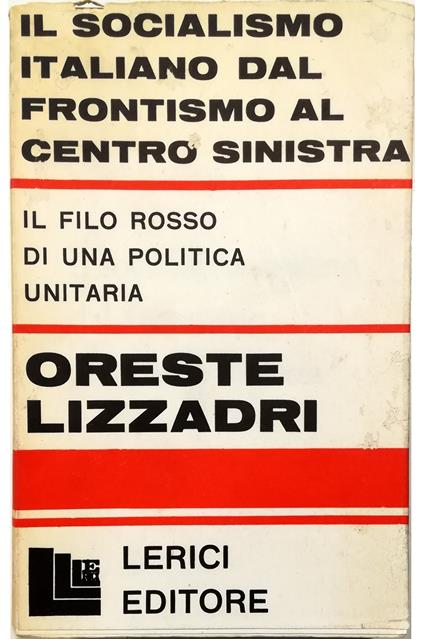 IL SOCIALISMO
ITALIANO DAL
FRONTISMO AL
CENTRO SINISTRA
IL FILO ROSSO
DI UNA POLITICA
UNITARIA
ORESTE
LIZZADRI
LERICI
EDITORE